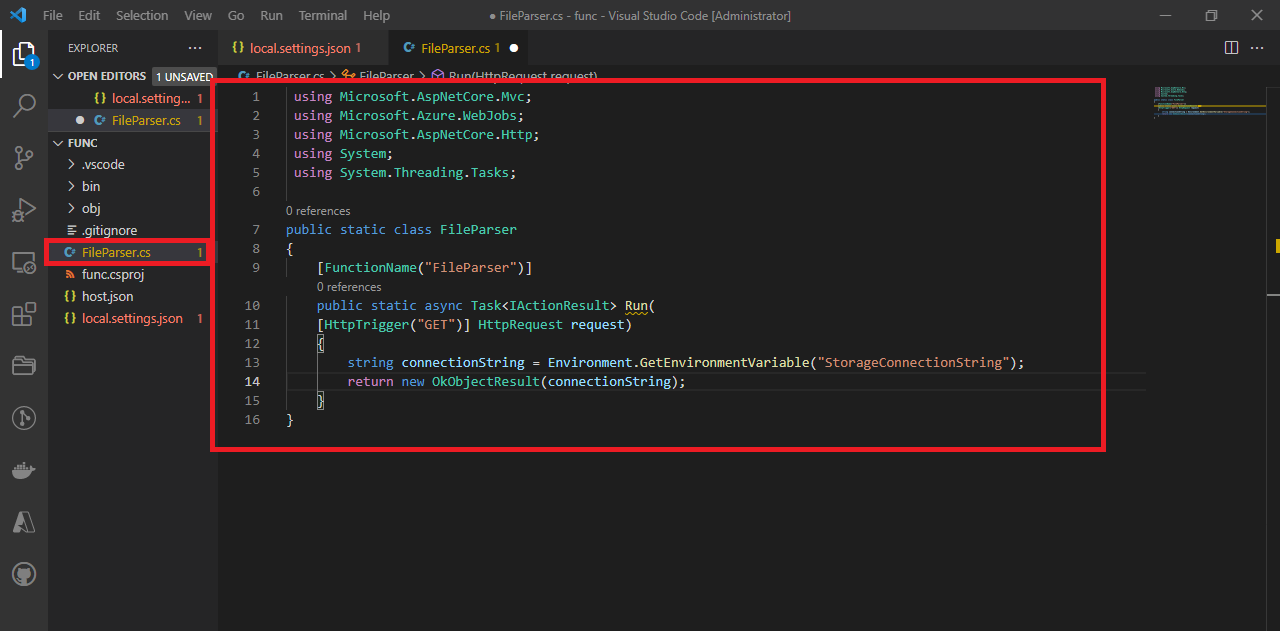 File Edit Selection View Go Run Terminal Help ● FileParser.cs - func - Visual Studio Code [Administrator]
EXPLORER ···
{} local.settings.json 1
C# FileParser.cs 1 ●
OPEN EDITORS 1 UNSAVED
{} local.setting... 1
● C# FileParser.cs 1
FUNC
> .vscode
> bin
> obj
.gitignore
C# FileParser.cs 1
func.csproj
{} host.json
{} local.settings.json 1
1
C# FileParser.cs > FileParser > Run(HttpRequest request)
1 using Microsoft.AspNetCore.Mvc;
2 using Microsoft.Azure.WebJobs;
3 using Microsoft.AspNetCore.Http;
4 using System;
5 using System.Threading.Tasks;
6
0 references
7 public static class FileParser
8 {
9 [FunctionName("FileParser")]
0 references
10 public static async Task<IActionResult> Run(
11 [HttpTrigger("GET")] HttpRequest request)
12 {
13 string connectionString = Environment.GetEnvironmentVariable("StorageConnectionString");
14 return new OkObjectResult(connectionString);
15 }
16 }